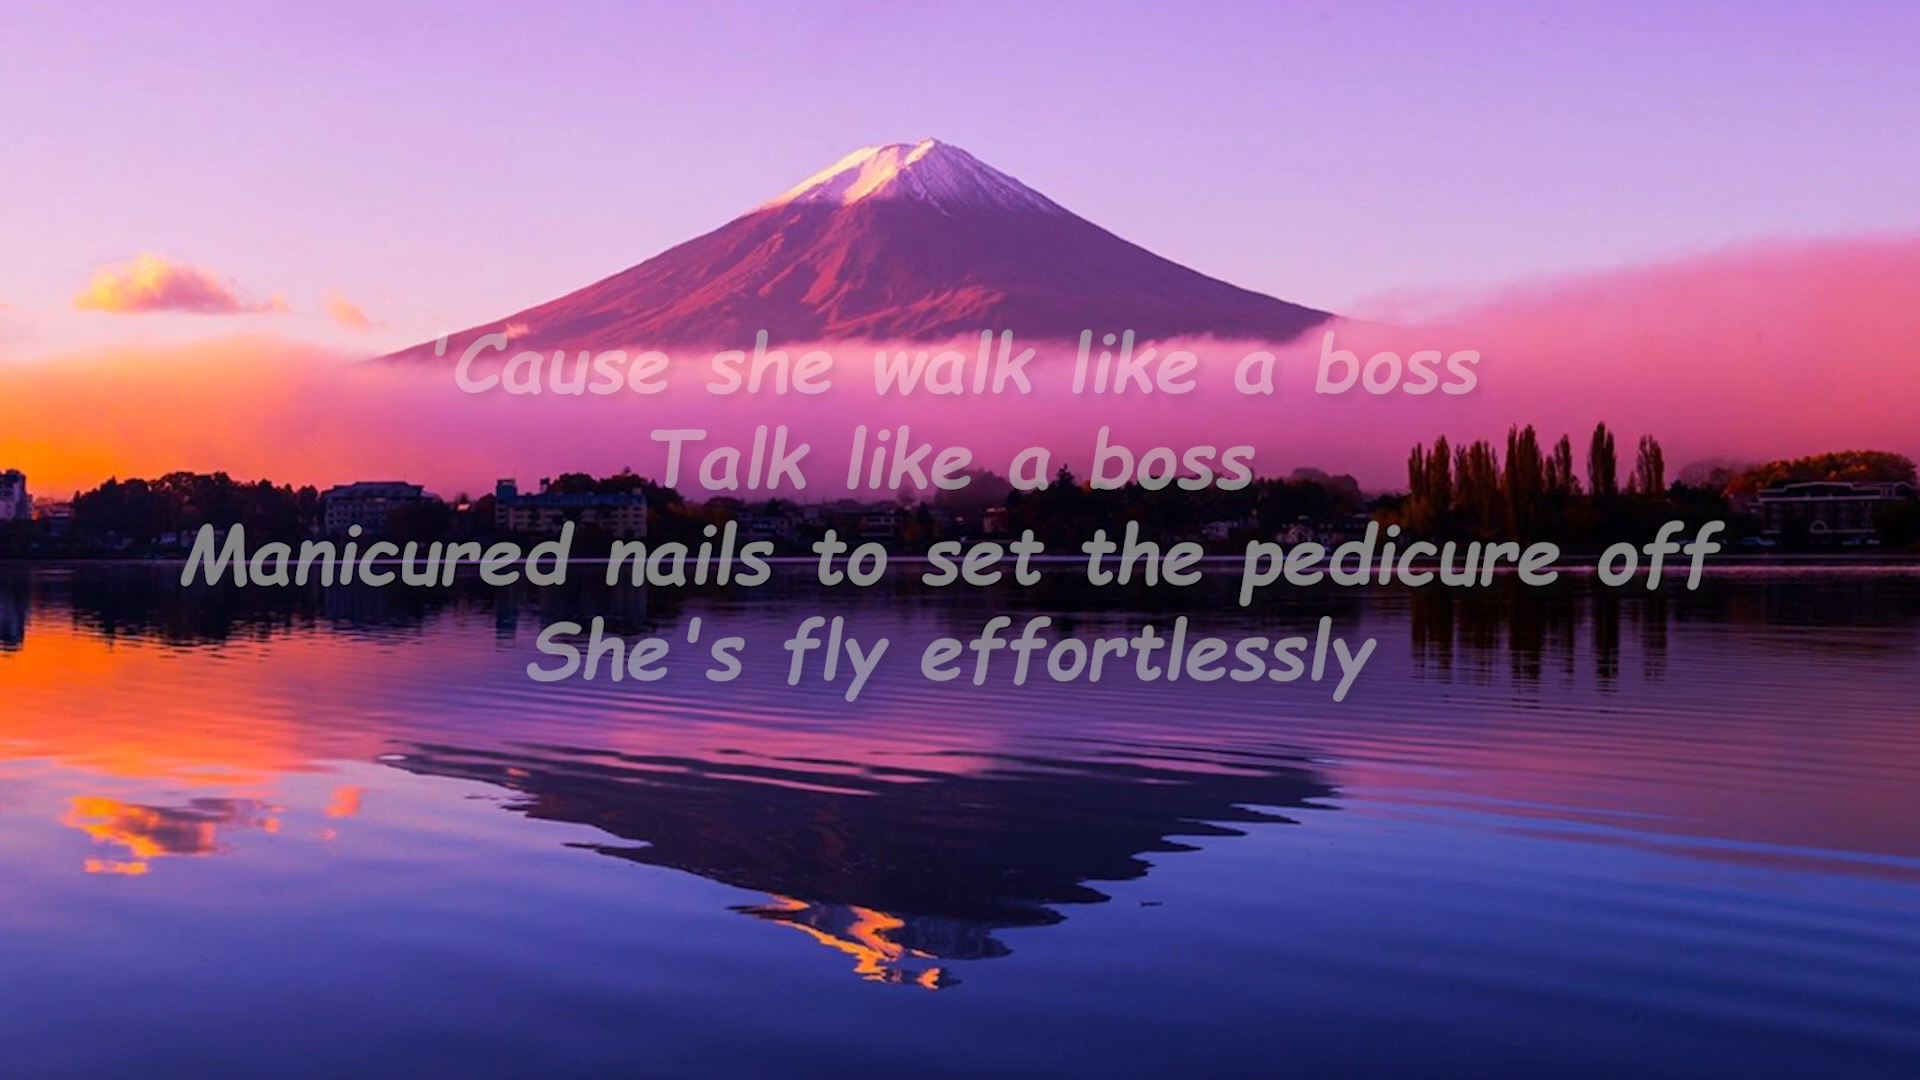 'Cause she walk like a boss
Talk like a boss
Manicured nails to set the pedicure off
She's fly effortlessly